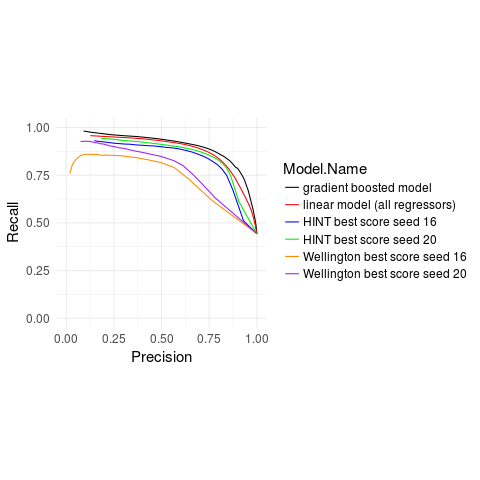 1.00
0.75
0.50
0.25
0.00
Recall
0.00 0.25 0.50 0.75 1.00
Precision
Model.Name
gradient boosted model
linear model (all regressors)
HINT best score seed 16
HINT best score seed 20
Wellington best score seed 16
Wellington best score seed 20